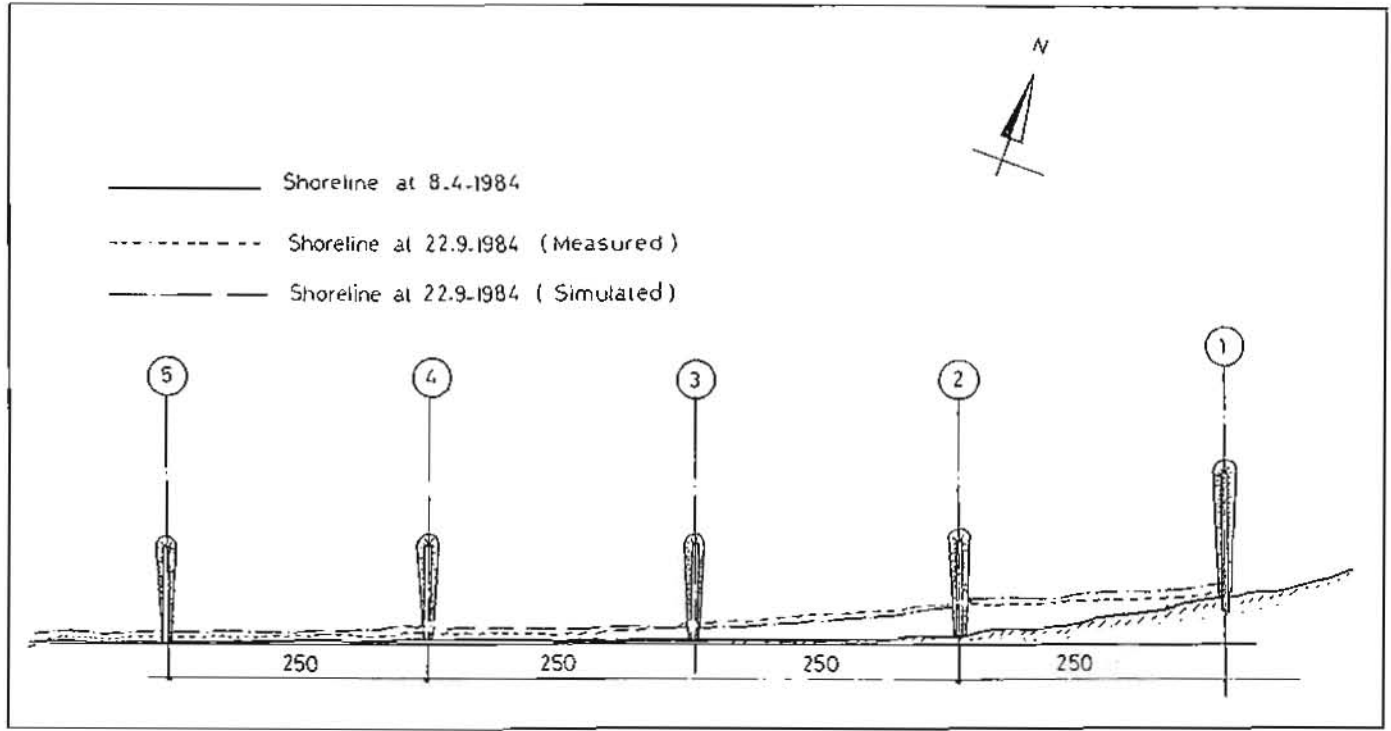 N
Shoreline at 8.4.1984
Shoreline at 22.9.1984 (Measured)
Shoreline at 22.9.1984 (Simulated)
5 4 3 2 1
250 250 250 250